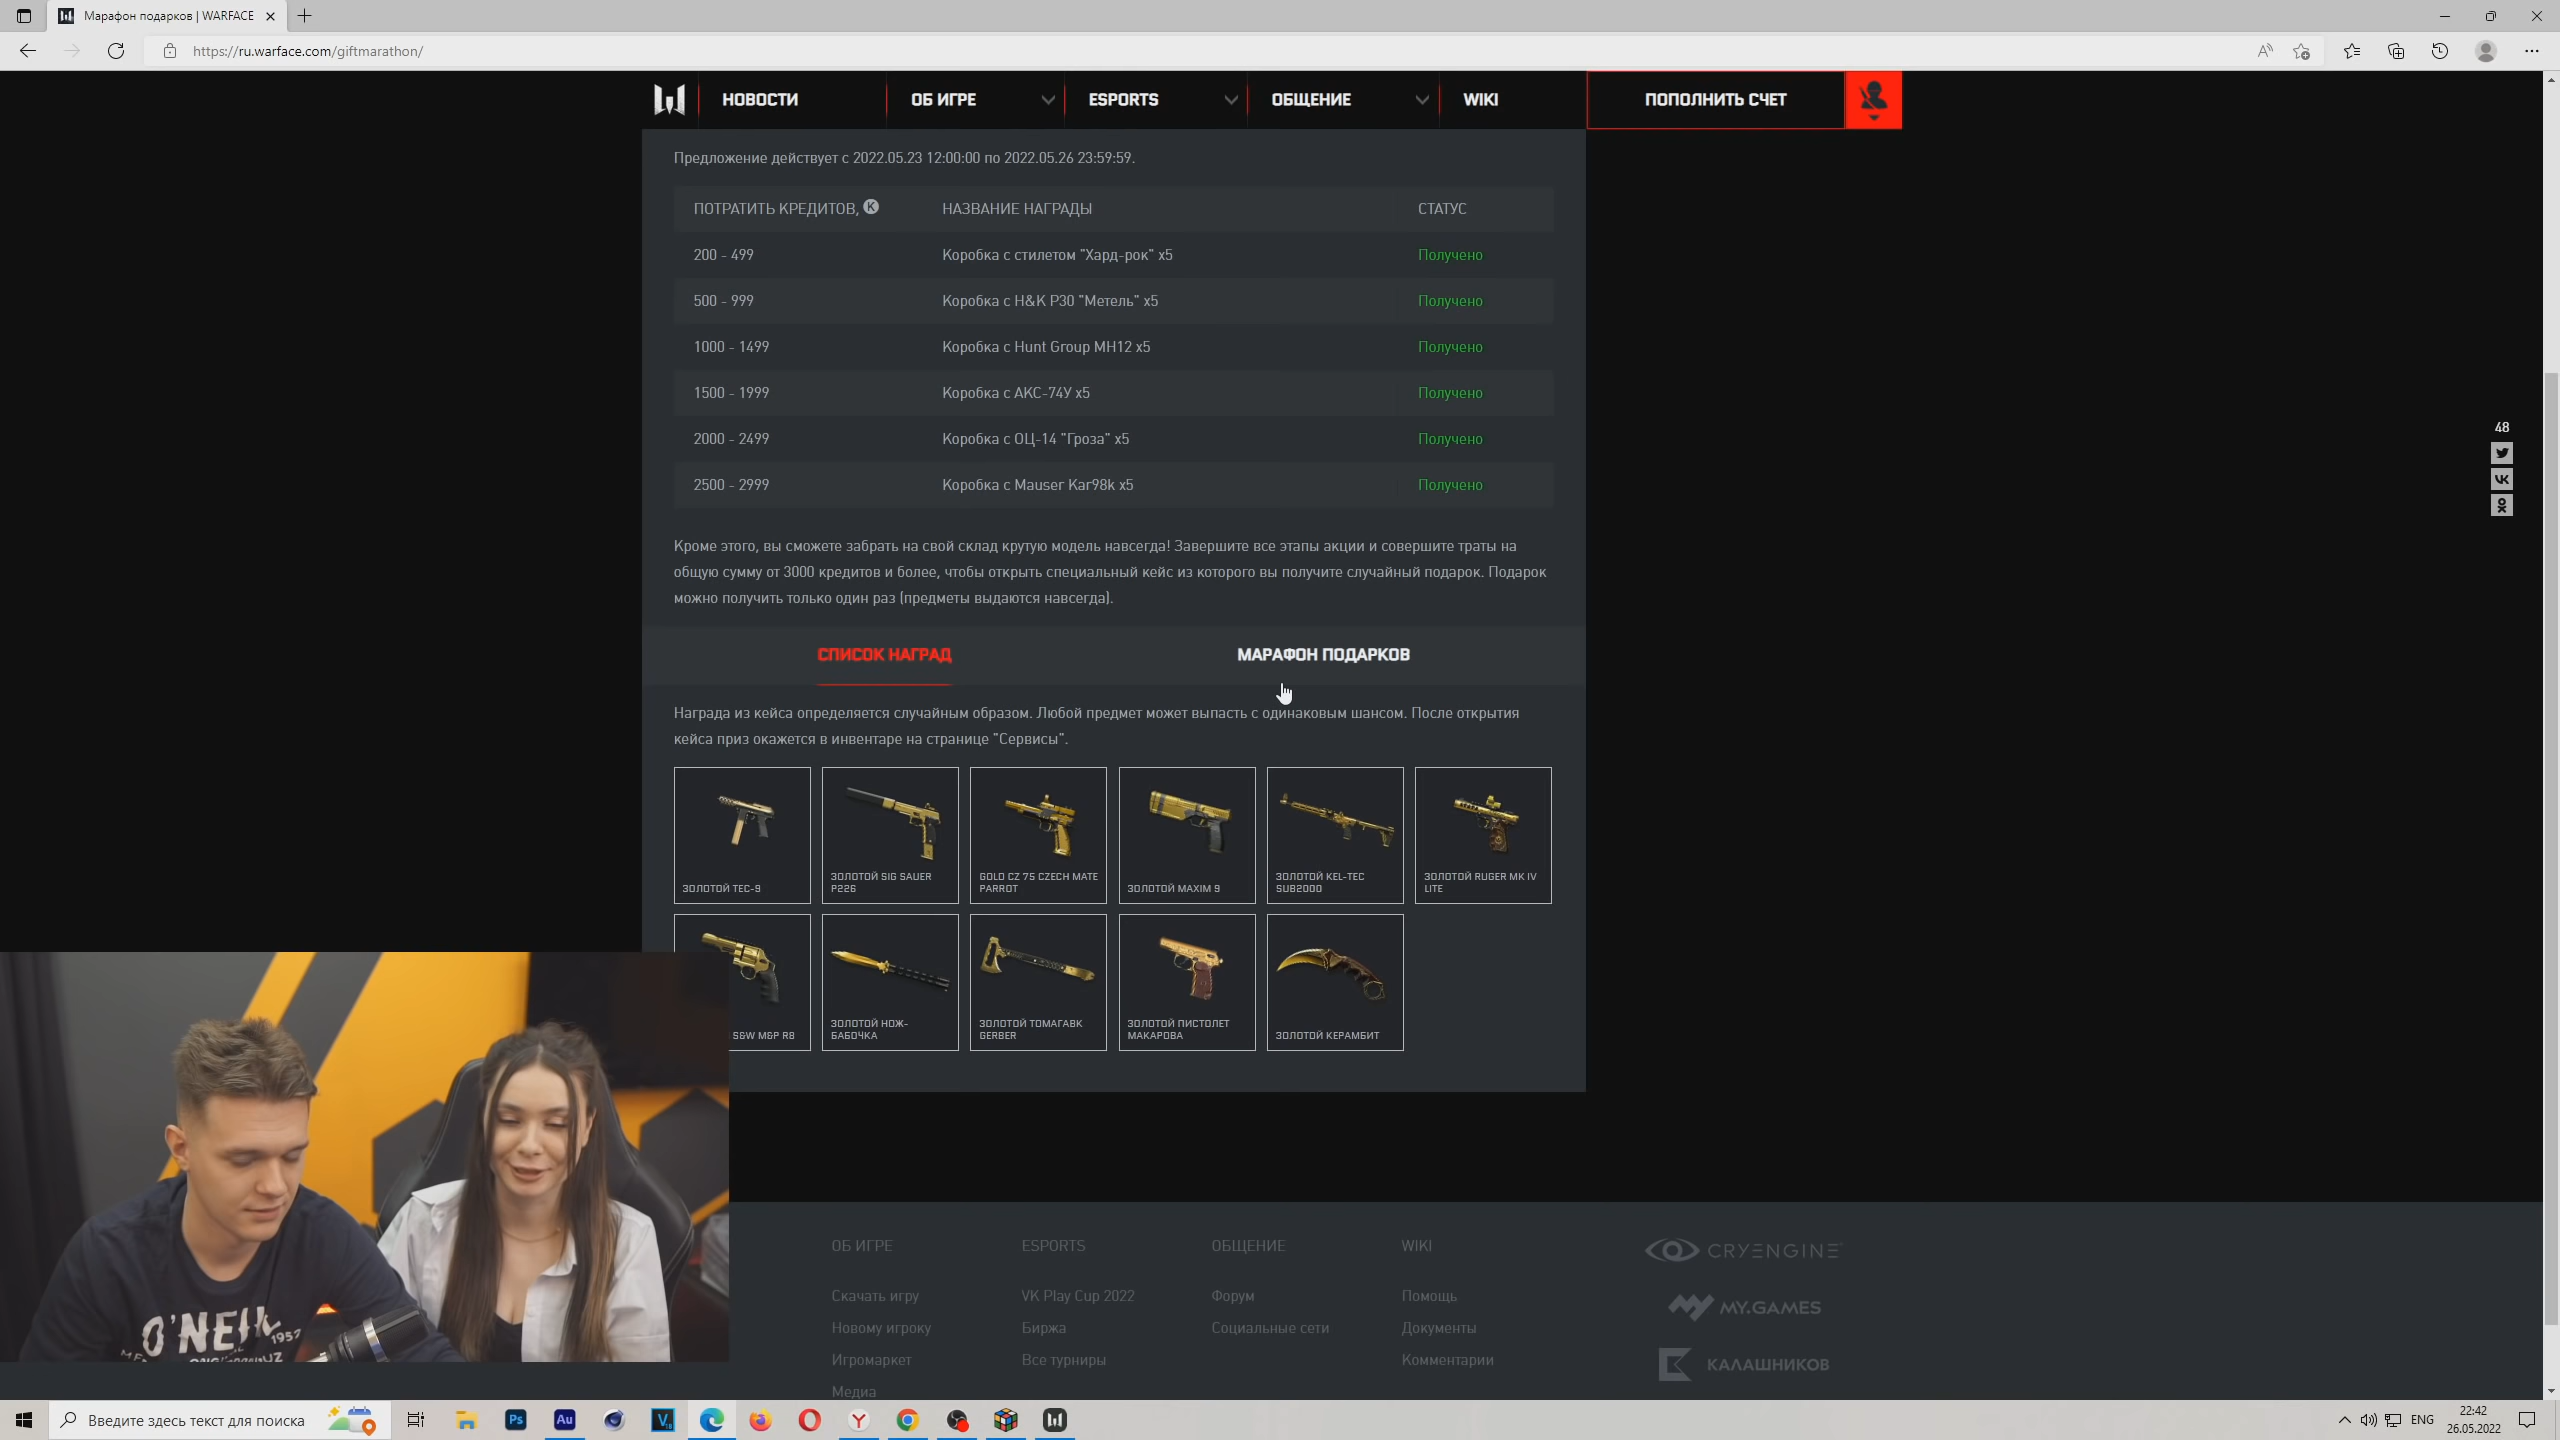 Марафон подарков | WARFACE
https://ru.warface.com/giftmarathon/
НОВОСТИ
ОБ ИГРЕ
ESPORTS
ОБЩЕНИЕ
WIKI
ПОПОЛНИТЬ СЧЕТ
Предложение действует с 2022.05.23 12:00:00 по 2022.05.26 23:59:59.
ПОТРАТИТЬ КРЕДИТОВ, K НАЗВАНИЕ НАГРАДЫ СТАТУС
200 - 499 Коробка с стилетом "Хард-рок" x5 Получено
500 - 999 Коробка с H&K P30 "Метель" x5 Получено
1000 - 1499 Коробка с Hunt Group MH12 x5 Получено
1500 - 1999 Коробка с АКС-74У x5 Получено
2000 - 2499 Коробка с ОЦ-14 "Гроза" x5 Получено
2500 - 2999 Коробка с Mauser Kar98k x5 Получено
48
Кроме этого, вы сможете забрать на свой склад крутую модель навсегда! Завершите все этапы акции и совершите траты на
общую сумму от 3000 кредитов и более, чтобы открыть специальный кейс из которого вы получите случайный подарок. Подарок
можно получить только один раз (предметы выдаются навсегда).
СПИСОК НАГРАД
МАРАФОН ПОДАРКОВ
Награда из кейса определяется случайным образом. Любой предмет может выпасть с одинаковым шансом. После открытия
кейса приз окажется в инвентаре на странице "Сервисы".
ЗОЛОТОЙ TEC-9
ЗОЛОТОЙ SIG SAUER
P226
GOLD CZ 75 CZECH MATE
PARROT
ЗОЛОТОЙ MAXIM 9
ЗОЛОТОЙ KEL-TEC
SUB2000
ЗОЛОТОЙ RUGER MK IV
LITE
S&W M&P R8
ЗОЛОТОЙ НОЖ-
БАБОЧКА
ЗОЛОТОЙ ТОМАГАВК
GERBER
ЗОЛОТОЙ ПИСТОЛЕТ
МАКАРОВА
ЗОЛОТОЙ КЕРАМБИТ
O'NEILL
1952
ОБ ИГРЕ
Скачать игру
Новому игроку
Игромаркет
Медиа
ESPORTS
VK Play Cup 2022
Биржа
Все турниры
ОБЩЕНИЕ
Форум
Социальные сети
WIKI
Помощь
Документы
Комментарии
CRYENGINE
MY.GAMES
КАЛАШНИКОВ
Введите здесь текст для поиска
Ps
Au
ENG
22:42
26.05.2022